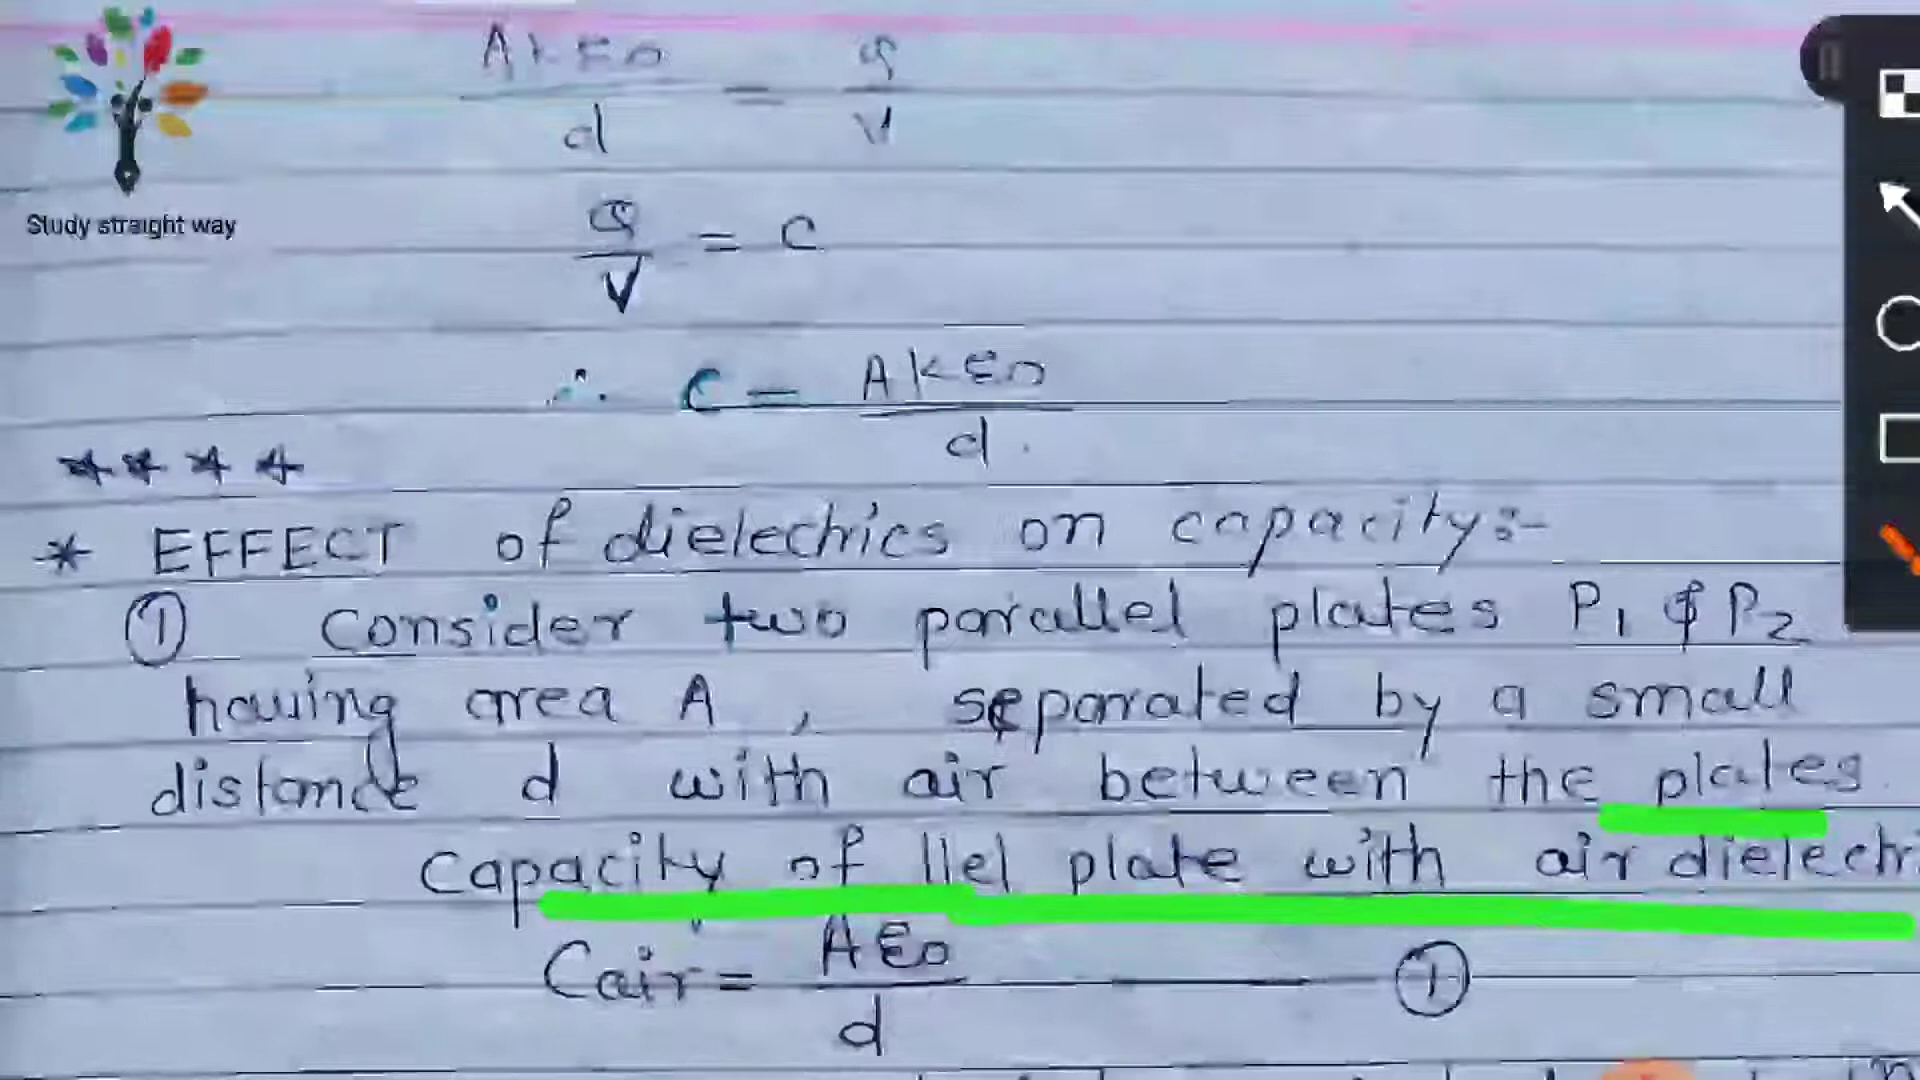 AKε0 / d = Q / V
Study straight way
Q / V = C
∴ C = AKε0 / d.
* * * *
* EFFECT of dielectrics on capacity:-
① Consider two parallel plates P1 & P2
having area A , separated by a small
distance d with air between the plates.
Capacity of llel plate with air dielectri
Cair = Aε0 / d ——— ①